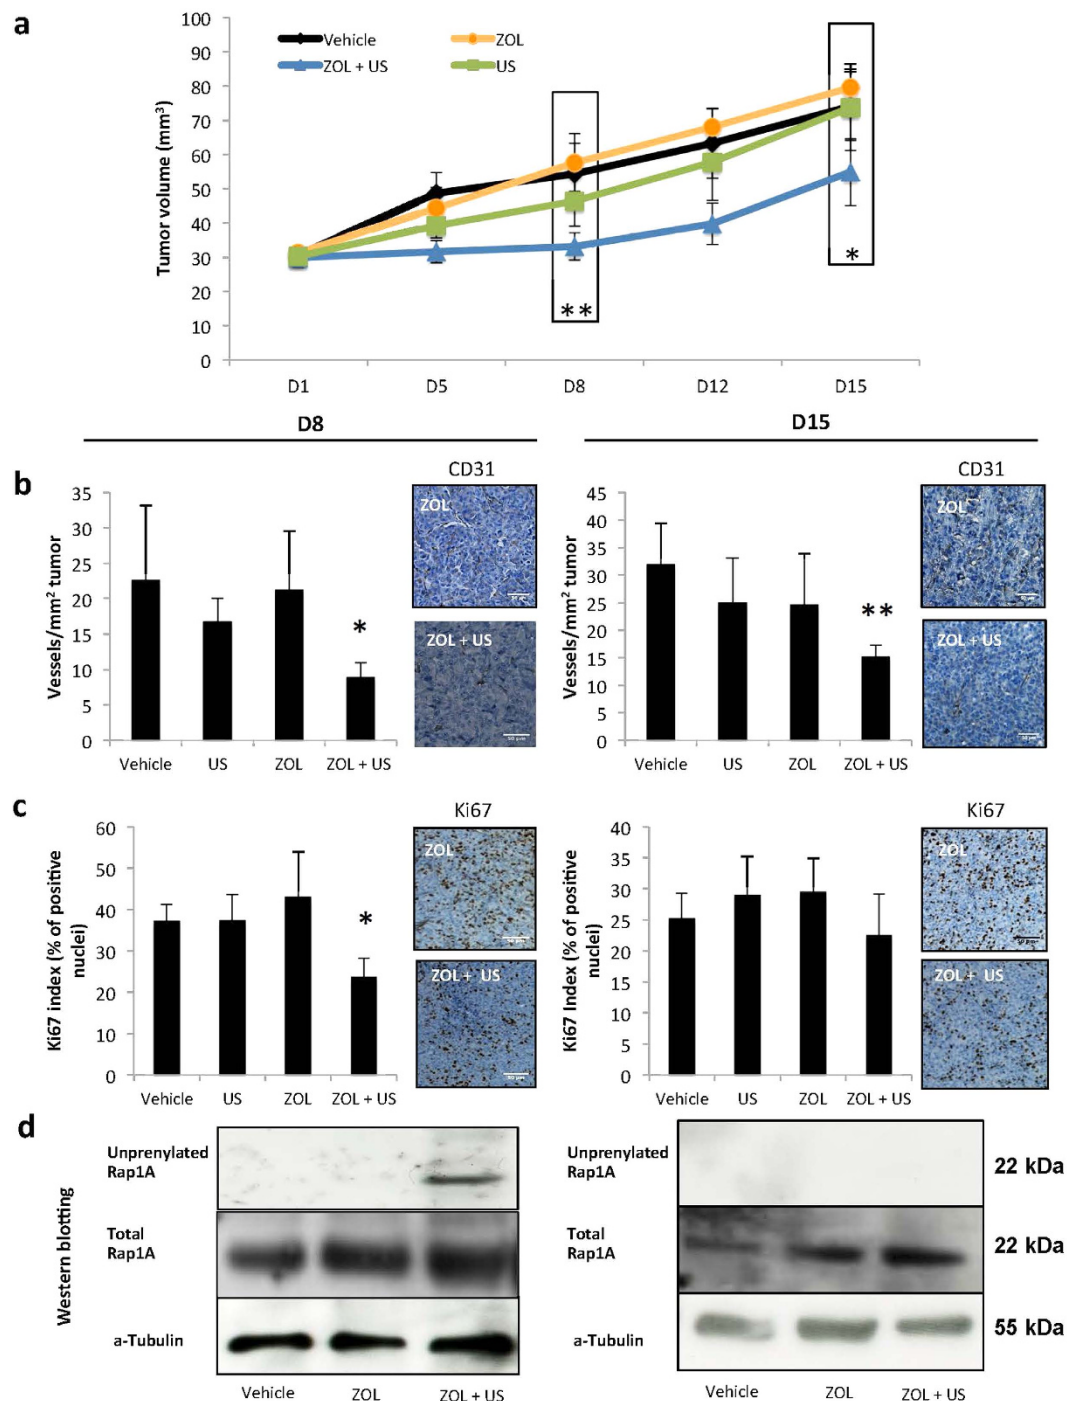 a
Tumor volume (mm³)
100
90
80
70
60
50
40
30
20
10
0
Vehicle
ZOL
ZOL + US
US
**
*
D1
D5
D8
D12
D15
D8
D15
b
Vessels/mm² tumor
35
30
25
20
15
10
5
0
*
Vehicle
US
ZOL
ZOL + US
CD31
ZOL
ZOL + US
50 µm
Vessels/mm² tumor
45
40
35
30
25
20
15
10
5
0
**
Vehicle
US
ZOL
ZOL + US
CD31
ZOL
ZOL + US
c
Ki67 index (% of positive
nuclei)
60
50
40
30
20
10
0
*
Vehicle
US
ZOL
ZOL + US
Ki67
ZOL
ZOL + US
Ki67 Index (% of positive
nuclei)
40
35
30
25
20
15
10
5
0
Vehicle
US
ZOL
ZOL + US
Ki67
ZOL
ZOL + US
d
Western blotting
Unprenylated
Rap1A
Total
Rap1A
a-Tubulin
Vehicle
ZOL
ZOL + US
Unprenylated
Rap1A
22 kDa
Total
Rap1A
22 kDa
a-Tubulin
55 kDa
Vehicle
ZOL
ZOL + US